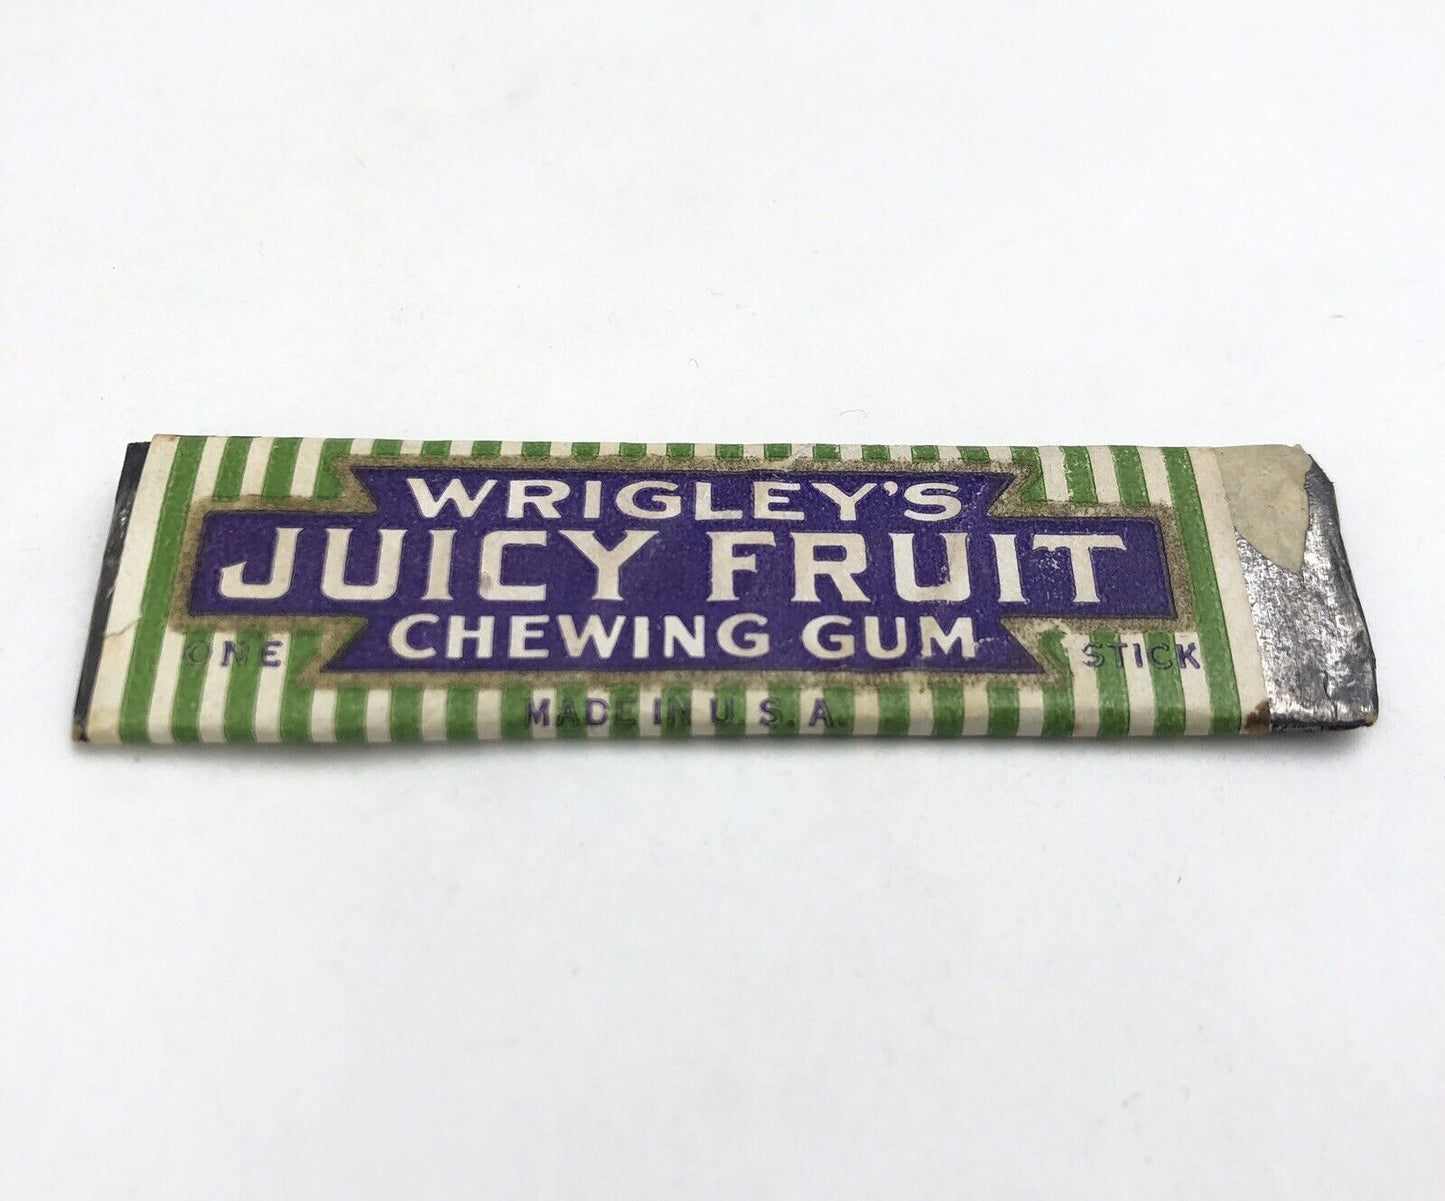 WRIGLEY'S
JUICY FRUIT
CHEWING GUM
ONE STICK
MADE IN U.S.A.